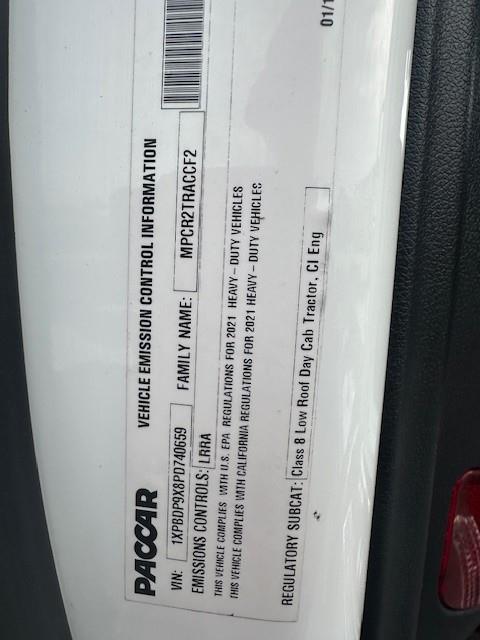 PACCAR VEHICLE EMISSION CONTROL INFORMATION
VIN: 1XPBDP9X8PD740659 FAMILY NAME: MPCR2TRACCF2
EMISSIONS CONTROLS: LRRA
THIS VEHICLE COMPLIES WITH U.S. EPA REGULATIONS FOR 2021 HEAVY-DUTY VEHICLES
THIS VEHICLE COMPLIES WITH CALIFORNIA REGULATIONS FOR 2021 HEAVY-DUTY VEHICLES
REGULATORY SUBCAT: Class 8 Low Roof Day Cab Tractor, CI Eng
01/1